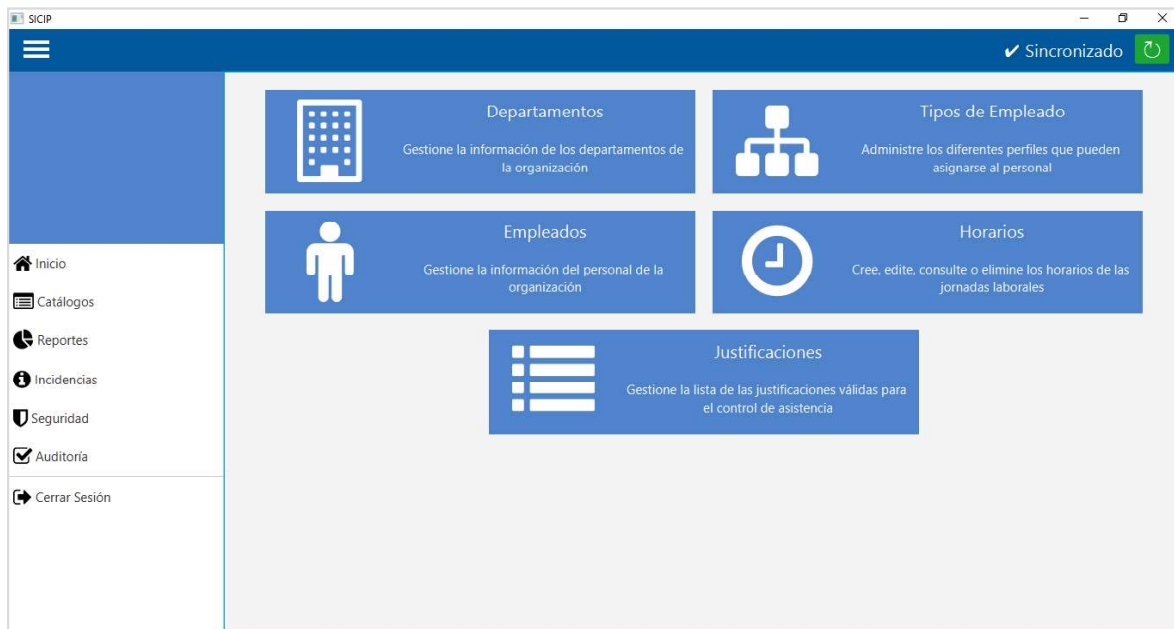 SICIP
✔ Sincronizado
Departamentos
Gestione la información de los departamentos de
la organización
Tipos de Empleado
Administre los diferentes perfiles que pueden
asignarse al personal
Empleados
Gestione la información del personal de la
organización
Horarios
Cree, edite, consulte o elimine los horarios de las
jornadas laborales
Justificaciones
Gestione la lista de las justificaciones válidas para
el control de asistencia
Inicio
Catálogos
Reportes
Incidencias
Seguridad
Auditoría
Cerrar Sesión